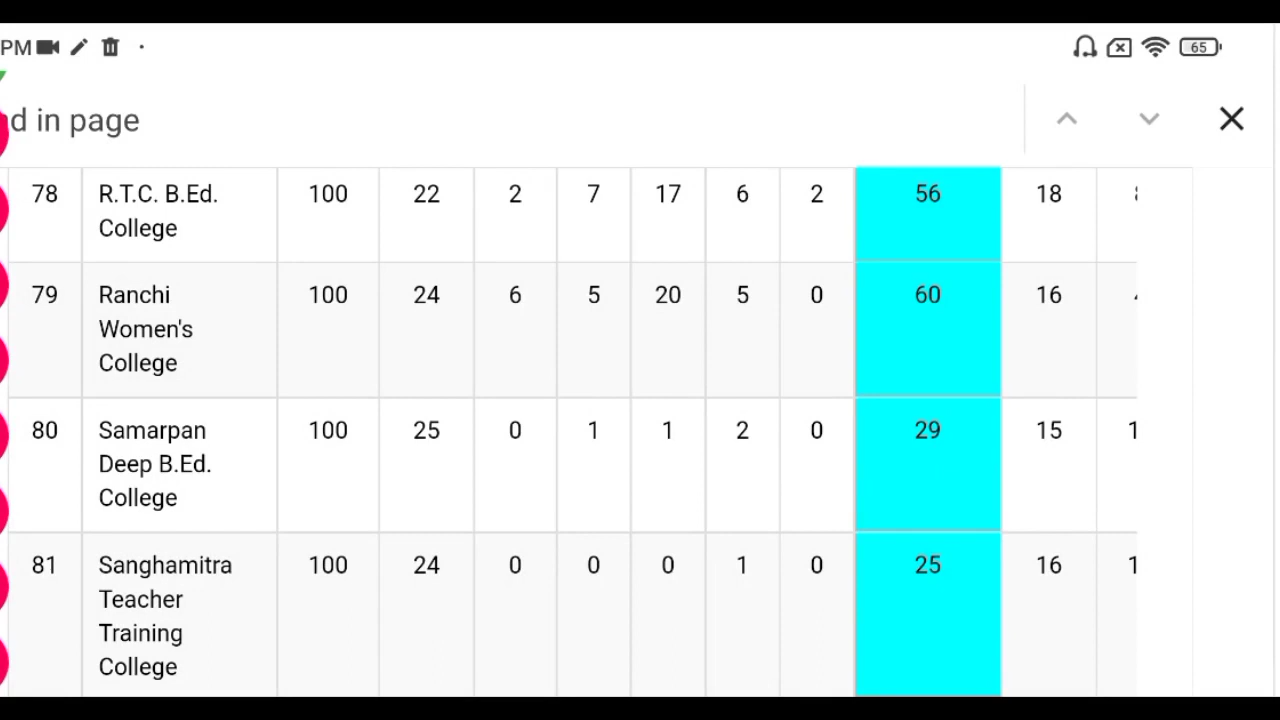 PM 65
d in page
78 R.T.C. B.Ed. 100 22 2 7 17 6 2 56 18
College
79 Ranchi 100 24 6 5 20 5 0 60 16
Women's
College
80 Samarpan 100 25 0 1 1 2 0 29 15 1
Deep B.Ed.
College
81 Sanghamitra 100 24 0 0 0 1 0 25 16 1
Teacher
Training
College